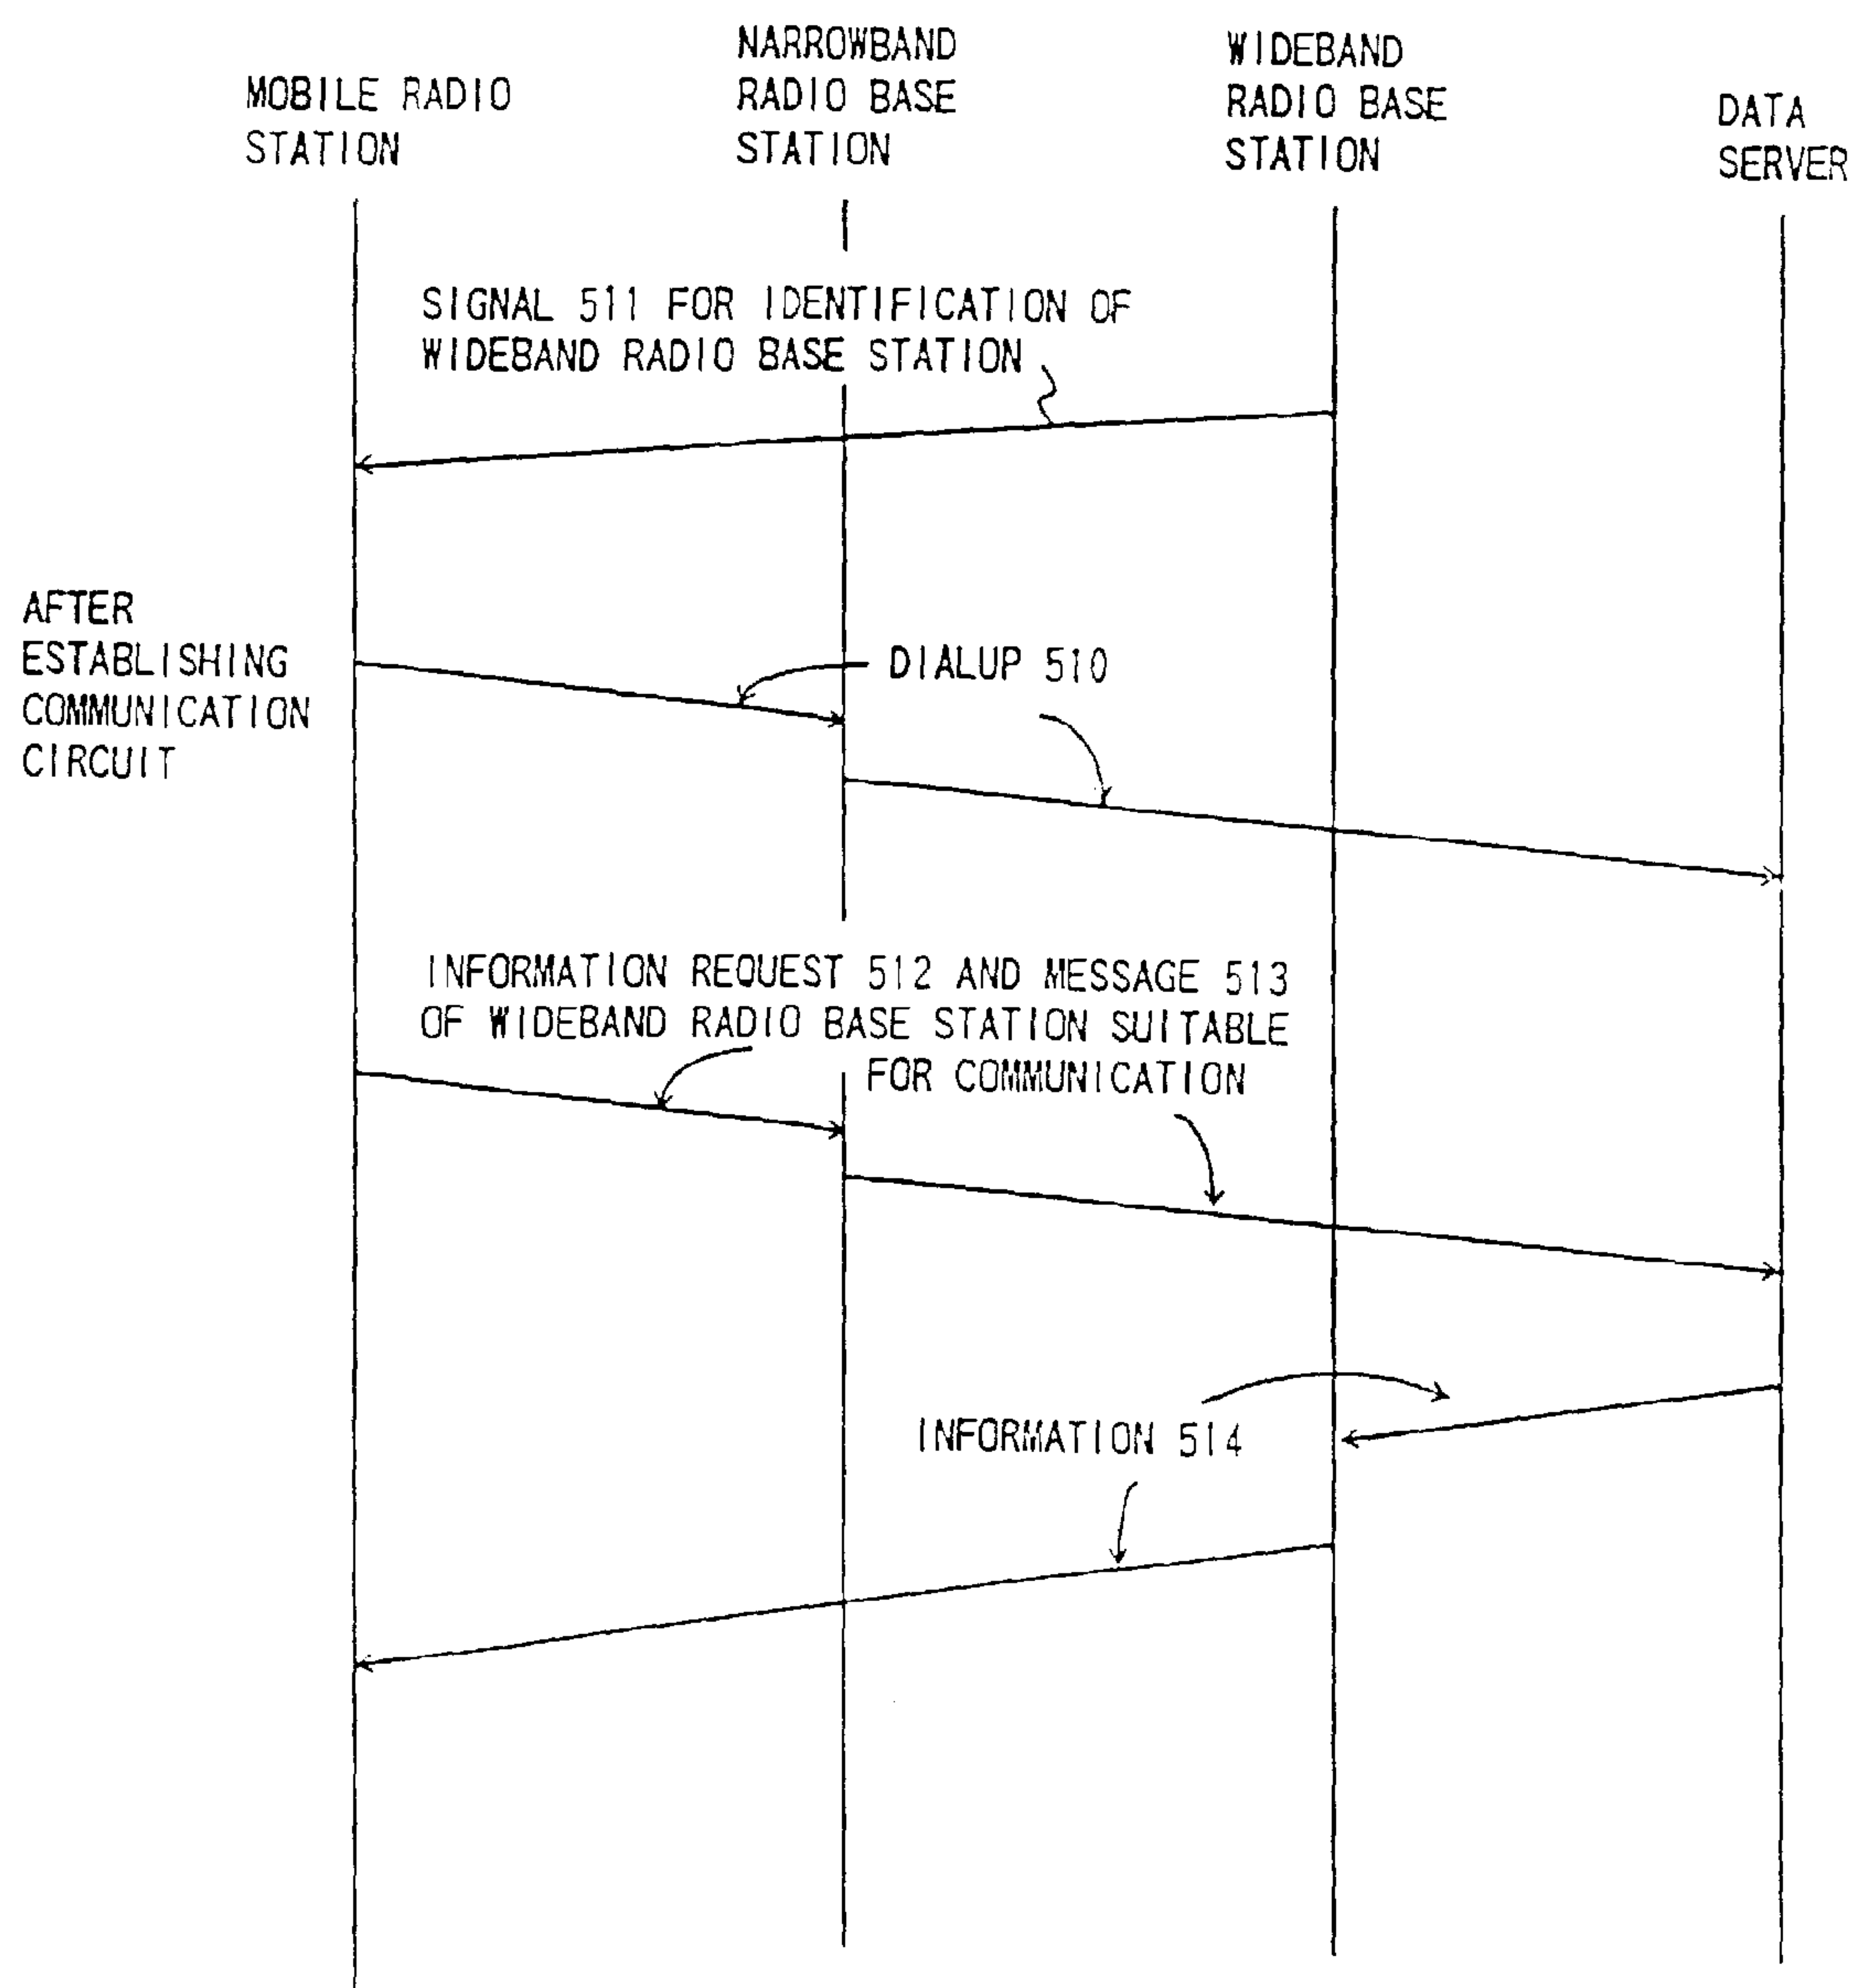 MOBILE RADIO
STATION
NARROWBAND
RADIO BASE
STATION
WIDEBAND
RADIO BASE
STATION
DATA
SERVER
SIGNAL 511 FOR IDENTIFICATION OF
WIDEBAND RADIO BASE STATION
AFTER
ESTABLISHING
COMMUNICATION
CIRCUIT
DIALUP 510
INFORMATION REQUEST 512 AND MESSAGE 513
OF WIDEBAND RADIO BASE STATION SUITABLE
FOR COMMUNICATION
INFORMATION 514